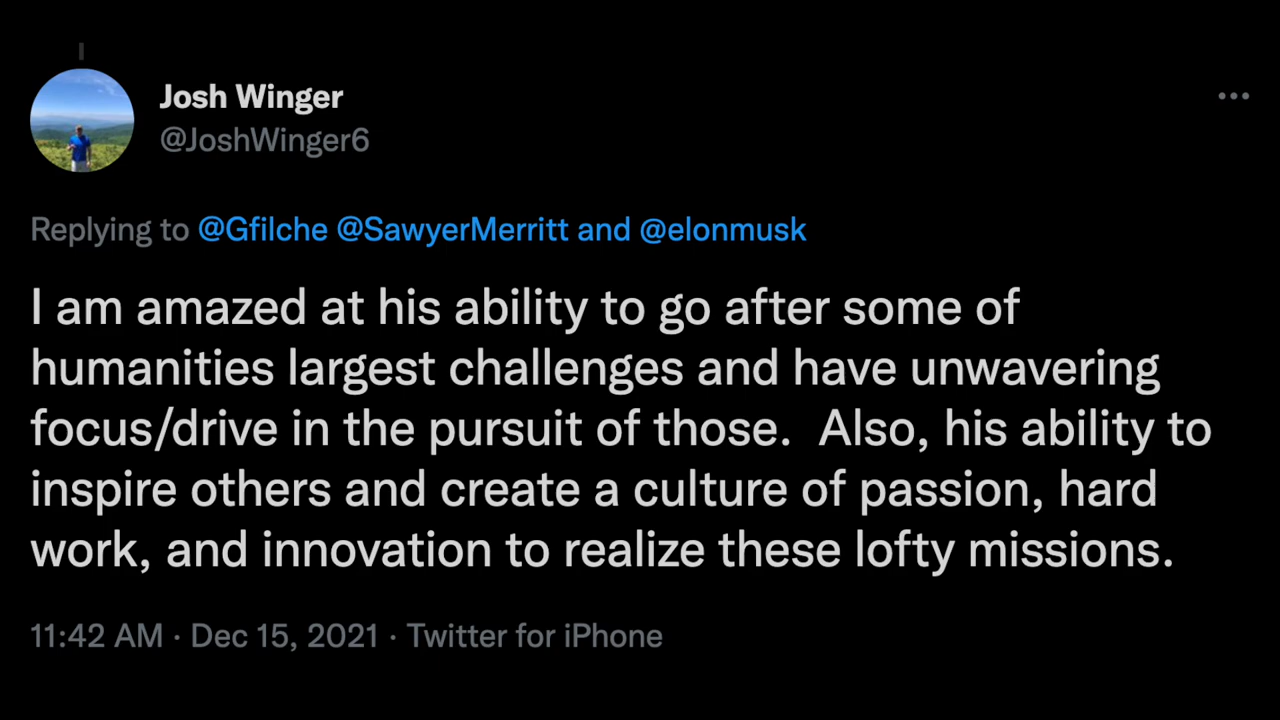 Josh Winger
@JoshWinger6
Replying to @Gfilche @SawyerMerritt and @elonmusk
I am amazed at his ability to go after some of
humanities largest challenges and have unwavering
focus/drive in the pursuit of those.  Also, his ability to
inspire others and create a culture of passion, hard
work, and innovation to realize these lofty missions.
11:42 AM · Dec 15, 2021 · Twitter for iPhone